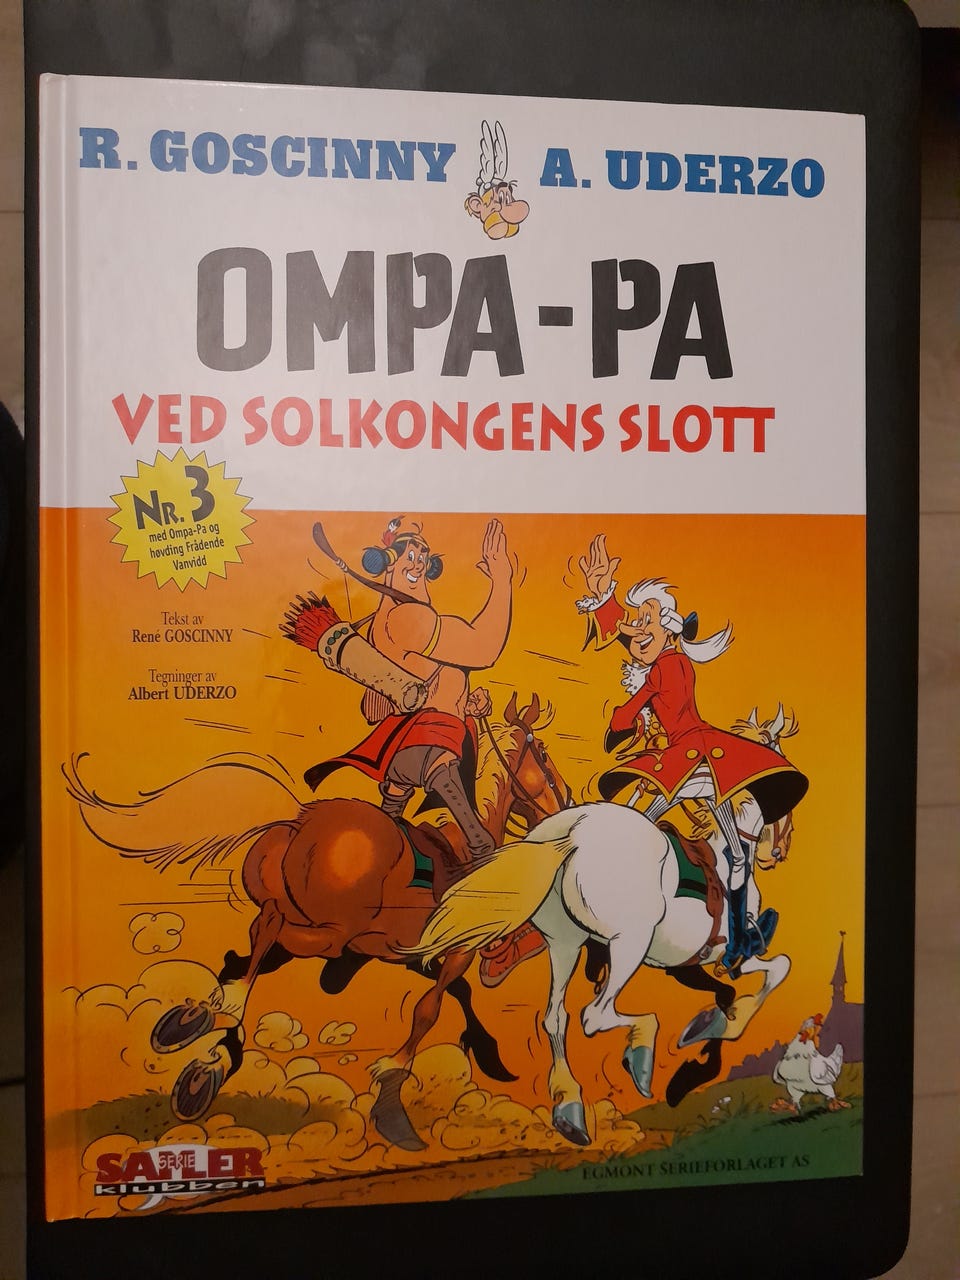 R. GOSCINNY A. UDERZO
OMPA-PA
VED SOLKONGENS SLOTT
NR. 3
med Ompa-Pa og
høvding Frådende
Vanvidd
Tekst av
René GOSCINNY
Tegninger av
Albert UDERZO
SERIE
SAMLER
klubben
EGMONT SERIEFORLAGET AS